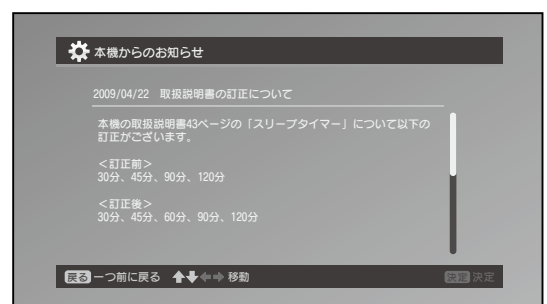 本機からのお知らせ
2009/04/22 取扱説明書の訂正について
本機の取扱説明書43ページの「スリープタイマー」について以下の
訂正がございます。
<訂正前>
30分、45分、90分、120分
<訂正後>
30分、45分、60分、90分、120分
戻る 一つ前に戻る 移動 決定 決定